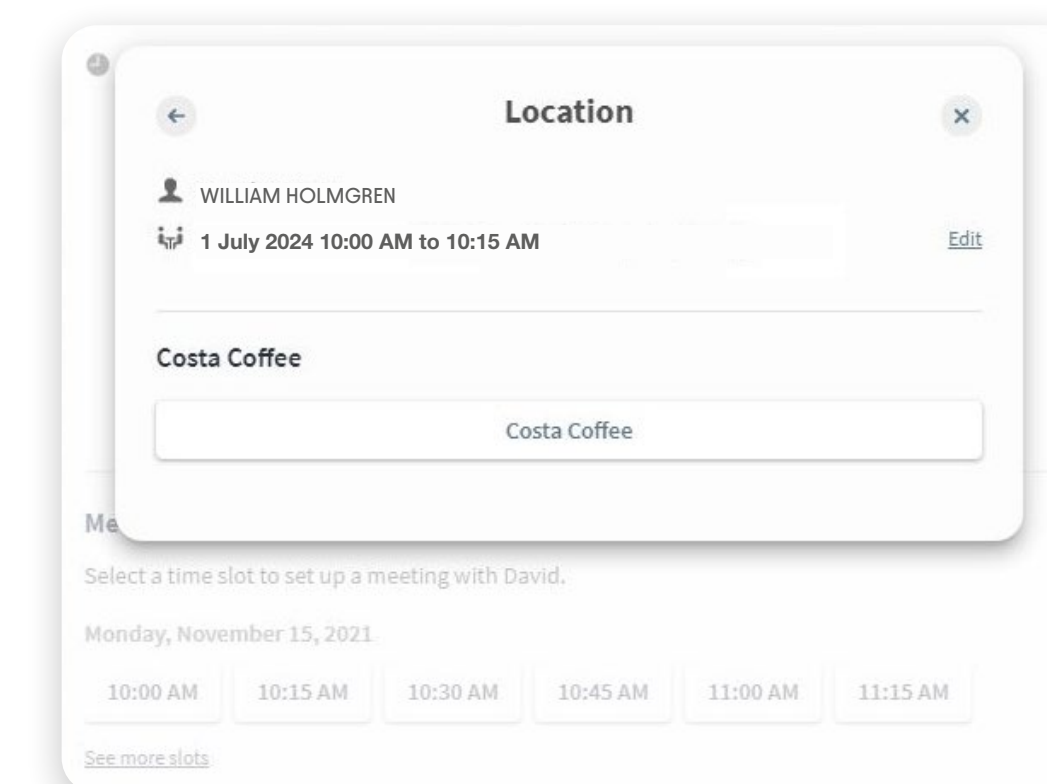 Location
WILLIAM HOLMGREN
1 July 2024 10:00 AM to 10:15 AM
Edit
Costa Coffee
Costa Coffee
Select a time slot to set up a meeting with David.
Monday, November 15, 2021
10:00 AM 10:15 AM 10:30 AM 10:45 AM 11:00 AM 11:15 AM
See more slots